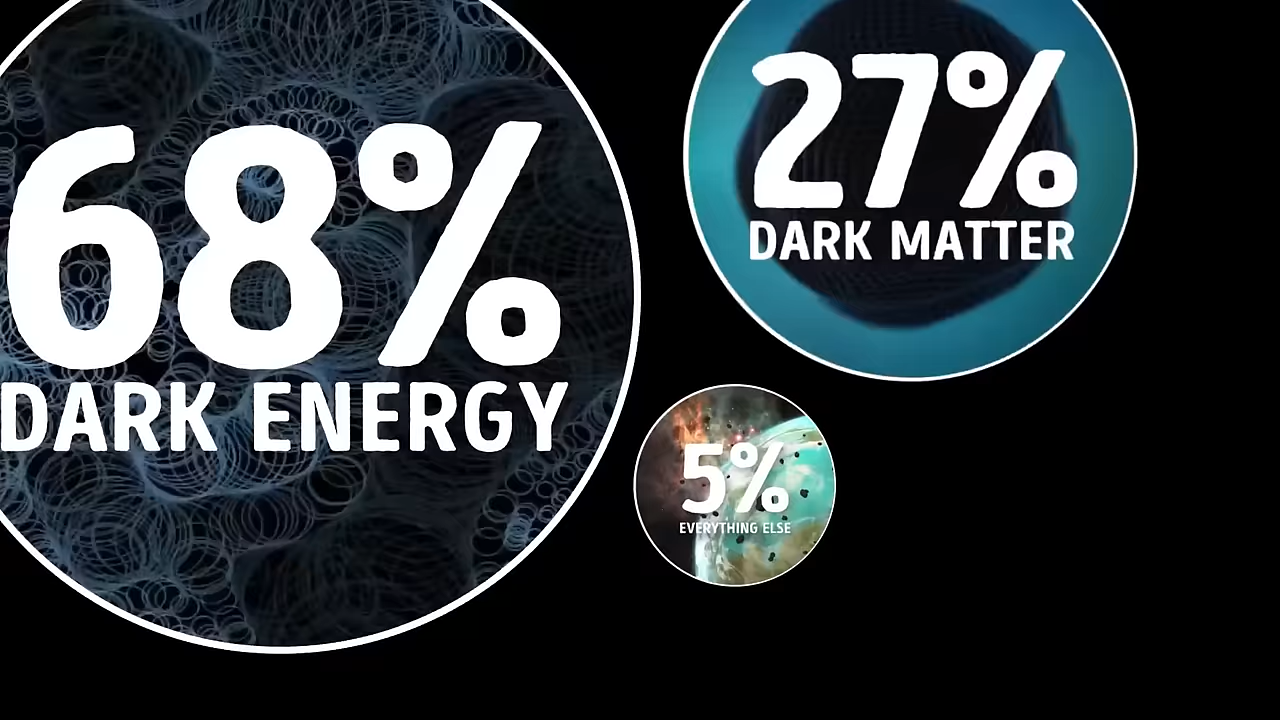 68%
DARK ENERGY
27%
DARK MATTER
5%
EVERYTHING ELSE